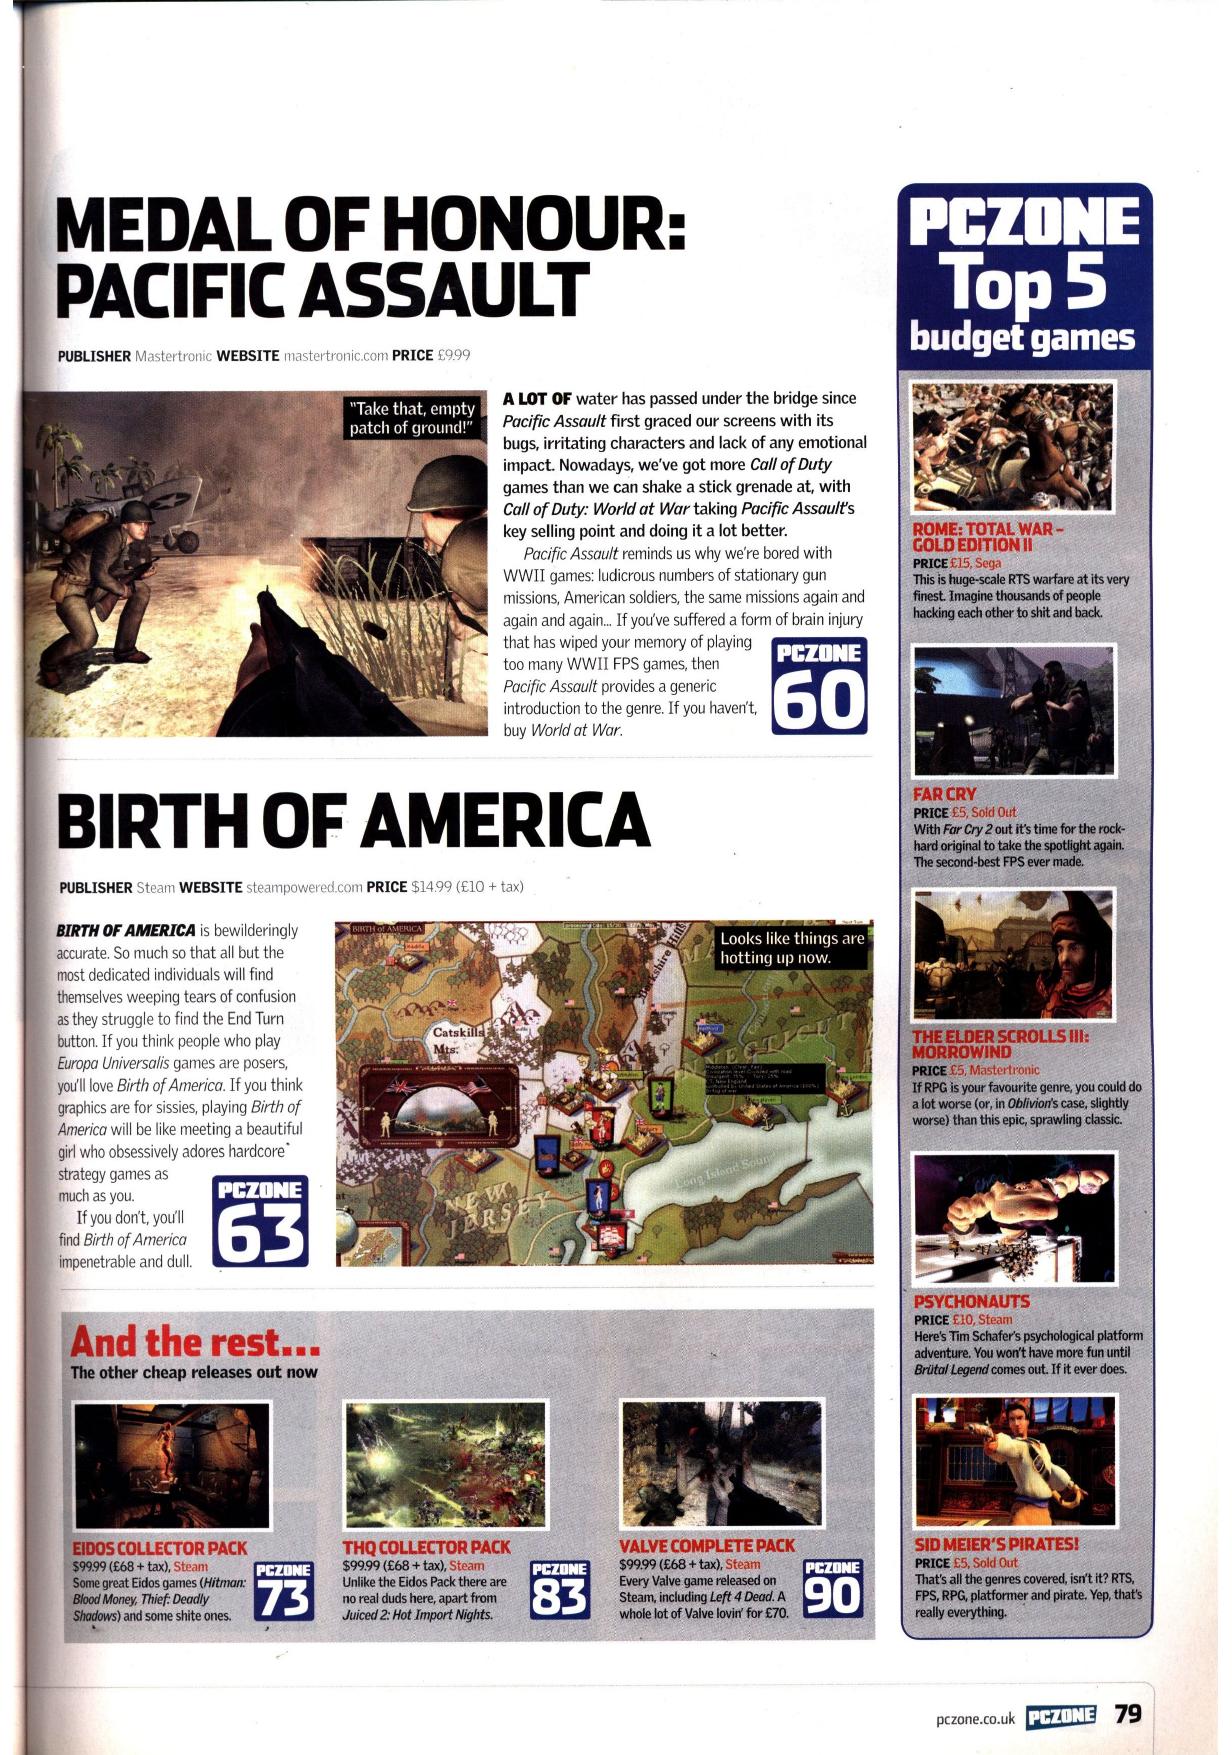 MEDAL OF HONOUR:
PACIFIC ASSAULT
PUBLISHER Mastertronic WEBSITE mastertronic.com PRICE £9.99
"Take that, empty
patch of ground!"
A LOT OF water has passed under the bridge since
Pacific Assault first graced our screens with its
bugs, irritating characters and lack of any emotional
impact. Nowadays, we've got more Call of Duty
games than we can shake a stick grenade at, with
Call of Duty: World at War taking Pacific Assault's
key selling point and doing it a lot better.
Pacific Assault reminds us why we're bored with
WWII games: ludicrous numbers of stationary gun
missions, American soldiers, the same missions again and
again and again... If you've suffered a form of brain injury
that has wiped your memory of playing
too many WWII FPS games, then
Pacific Assault provides a generic
introduction to the genre. If you haven't,
buy World at War.
PCZONE
60
BIRTH OF AMERICA
PUBLISHER Steam WEBSITE steampowered.com PRICE $14.99 (£10 + tax)
BIRTH OF AMERICA is bewilderingly
accurate. So much so that all but the
most dedicated individuals will find
themselves weeping tears of confusion
as they struggle to find the End Turn
button. If you think people who play
Europa Universalis games are posers,
you'll love Birth of America. If you think
graphics are for sissies, playing Birth of
America will be like meeting a beautiful
girl who obsessively adores hardcore
strategy games as
much as you.
If you don't, you'll
find Birth of America
impenetrable and dull.
PCZONE
63
BIRTH of AMERICA
Looks like things are
hotting up now.
Catskills
Mts.
NEW
JERSEY
Long Island Sound
And the rest...
The other cheap releases out now
EIDOS COLLECTOR PACK
$99.99 (£68 + tax), Steam
Some great Eidos games (Hitman:
Blood Money, Thief: Deadly
Shadows) and some shite ones.
PCZONE
73
THQ COLLECTOR PACK
$99.99 (£68 + tax), Steam
Unlike the Eidos Pack there are
no real duds here, apart from
Juiced 2: Hot Import Nights.
PCZONE
83
VALVE COMPLETE PACK
$99.99 (£68 + tax), Steam
Every Valve game released on
Steam, including Left 4 Dead. A
whole lot of Valve lovin' for £70.
PCZONE
90
PCZONE
Top 5
budget games
ROME: TOTAL WAR –
GOLD EDITION II
PRICE £15, Sega
This is huge-scale RTS warfare at its very
finest. Imagine thousands of people
hacking each other to shit and back.
FAR CRY
PRICE £5, Sold Out
With Far Cry 2 out it's time for the rock-
hard original to take the spotlight again.
The second-best FPS ever made.
THE ELDER SCROLLS III:
MORROWIND
PRICE £5, Mastertronic
If RPG is your favourite genre, you could do
a lot worse (or, in Oblivion's case, slightly
worse) than this epic, sprawling classic.
PSYCHONAUTS
PRICE £10, Steam
Here's Tim Schafer's psychological platform
adventure. You won't have more fun until
Brütal Legend comes out. If it ever does.
SID MEIER'S PIRATES!
PRICE £5, Sold Out
That's all the genres covered, isn't it? RTS,
FPS, RPG, platformer and pirate. Yep, that's
really everything.
pczone.co.uk PCZONE 79